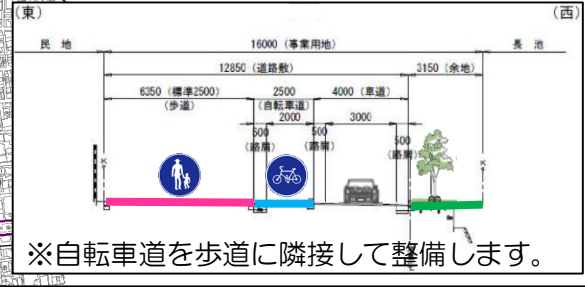 (東) (西)
民 地 16000 (事業用地) 長 池
12850 (道路敷) 3150 (余地)
6350 (標準2500) 2500 4000 (車道)
(歩道) (自転車道)
2000 3000
500 500 500
(路肩) (路肩) (路肩)
K K
※自転車道を歩道に隣接して整備します。